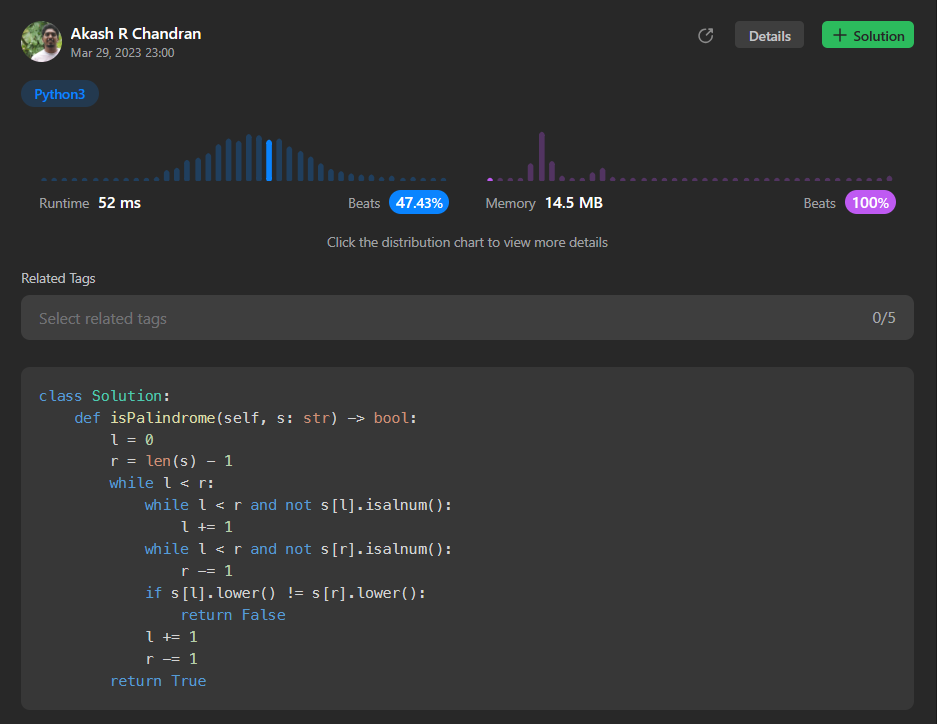 Akash R Chandran
Mar 29, 2023 23:00
Details
+ Solution
Python3
Runtime 52 ms
Beats 47.43%
Memory 14.5 MB
Beats 100%
Click the distribution chart to view more details
Related Tags
Select related tags 0/5
class Solution:
    def isPalindrome(self, s: str) -> bool:
        l = 0
        r = len(s) - 1
        while l < r:
            while l < r and not s[l].isalnum():
                l += 1
            while l < r and not s[r].isalnum():
                r -= 1
            if s[l].lower() != s[r].lower():
                return False
            l += 1
            r -= 1
        return True